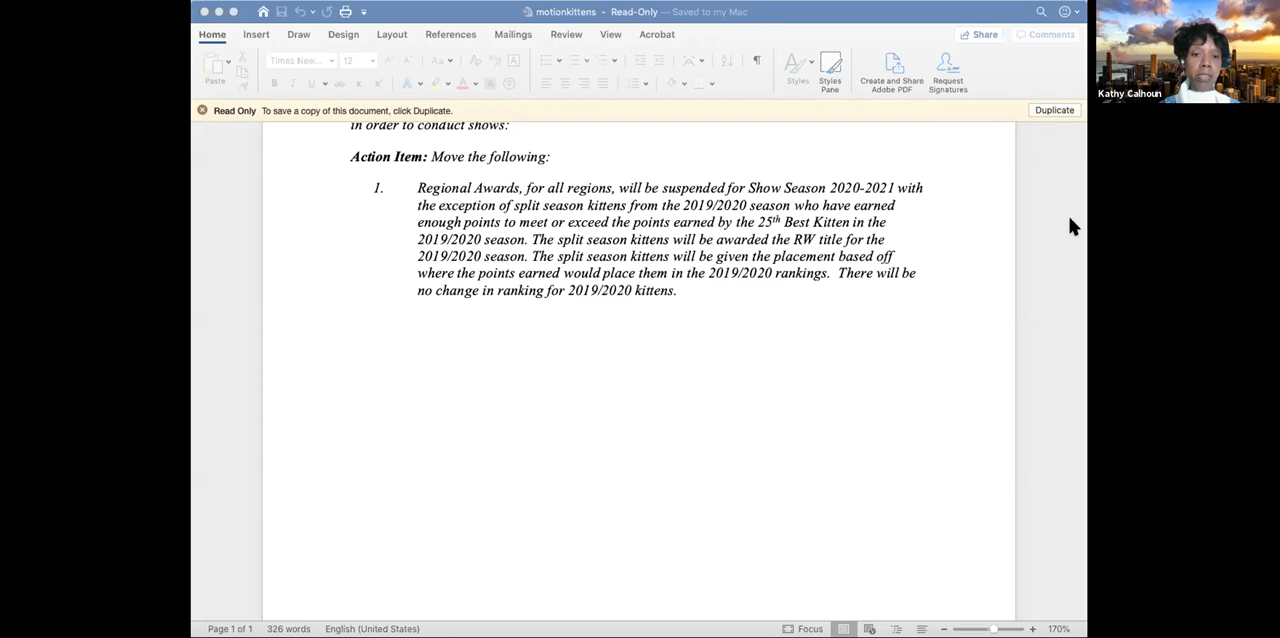 motionkittens - Read-Only — Saved to my Mac
Home Insert Draw Design Layout References Mailings Review View Acrobat Share Comments
Paste Times New... 12 Styles Styles Pane Create and Share Adobe PDF Request Signatures
Read Only To save a copy of this document, click Duplicate. Duplicate
in order to conduct shows:
Action Item: Move the following:
1. Regional Awards, for all regions, will be suspended for Show Season 2020-2021 with
the exception of split season kittens from the 2019/2020 season who have earned
enough points to meet or exceed the points earned by the 25th Best Kitten in the
2019/2020 season. The split season kittens will be awarded the RW title for the
2019/2020 season. The split season kittens will be given the placement based off
where the points earned would place them in the 2019/2020 rankings. There will be
no change in ranking for 2019/2020 kittens.
Page 1 of 1 326 words English (United States) Focus 170%
Kathy Calhoun